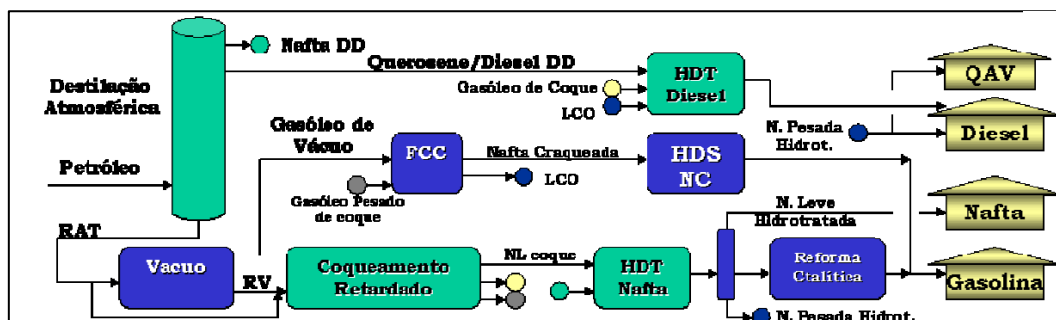 Nafta DD
Querosene/Diesel DD
Destilação
Atmosférica
Gasóleo de Coque
LCO
HDT
Diesel
QAV
Gasóleo de
Vácuo
N. Pesada
Hidrot.
Diesel
Petróleo
FCC
Nafta Craqueada
LCO
HDS
NC
Gasóleo Pesado
de coque
N. Leve
Hidrotratada
Nafta
RAT
Vacuo
RV
Coqueamento
Retardado
NL coque
HDT
Nafta
Reforma
Ctalítica
Gasolina
N. Pesada Hidrot.